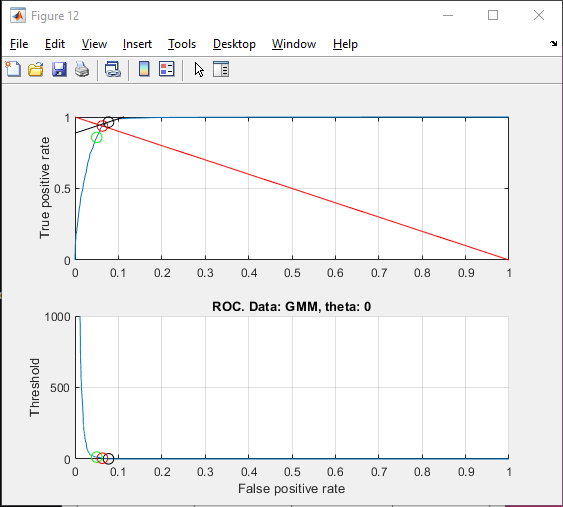 Figure 12
File Edit View Insert Tools Desktop Window Help
True positive rate
1
0.5
0
0 0.1 0.2 0.3 0.4 0.5 0.6 0.7 0.8 0.9 1
ROC. Data: GMM, theta: 0
Threshold
1000
500
0
0 0.1 0.2 0.3 0.4 0.5 0.6 0.7 0.8 0.9 1
False positive rate